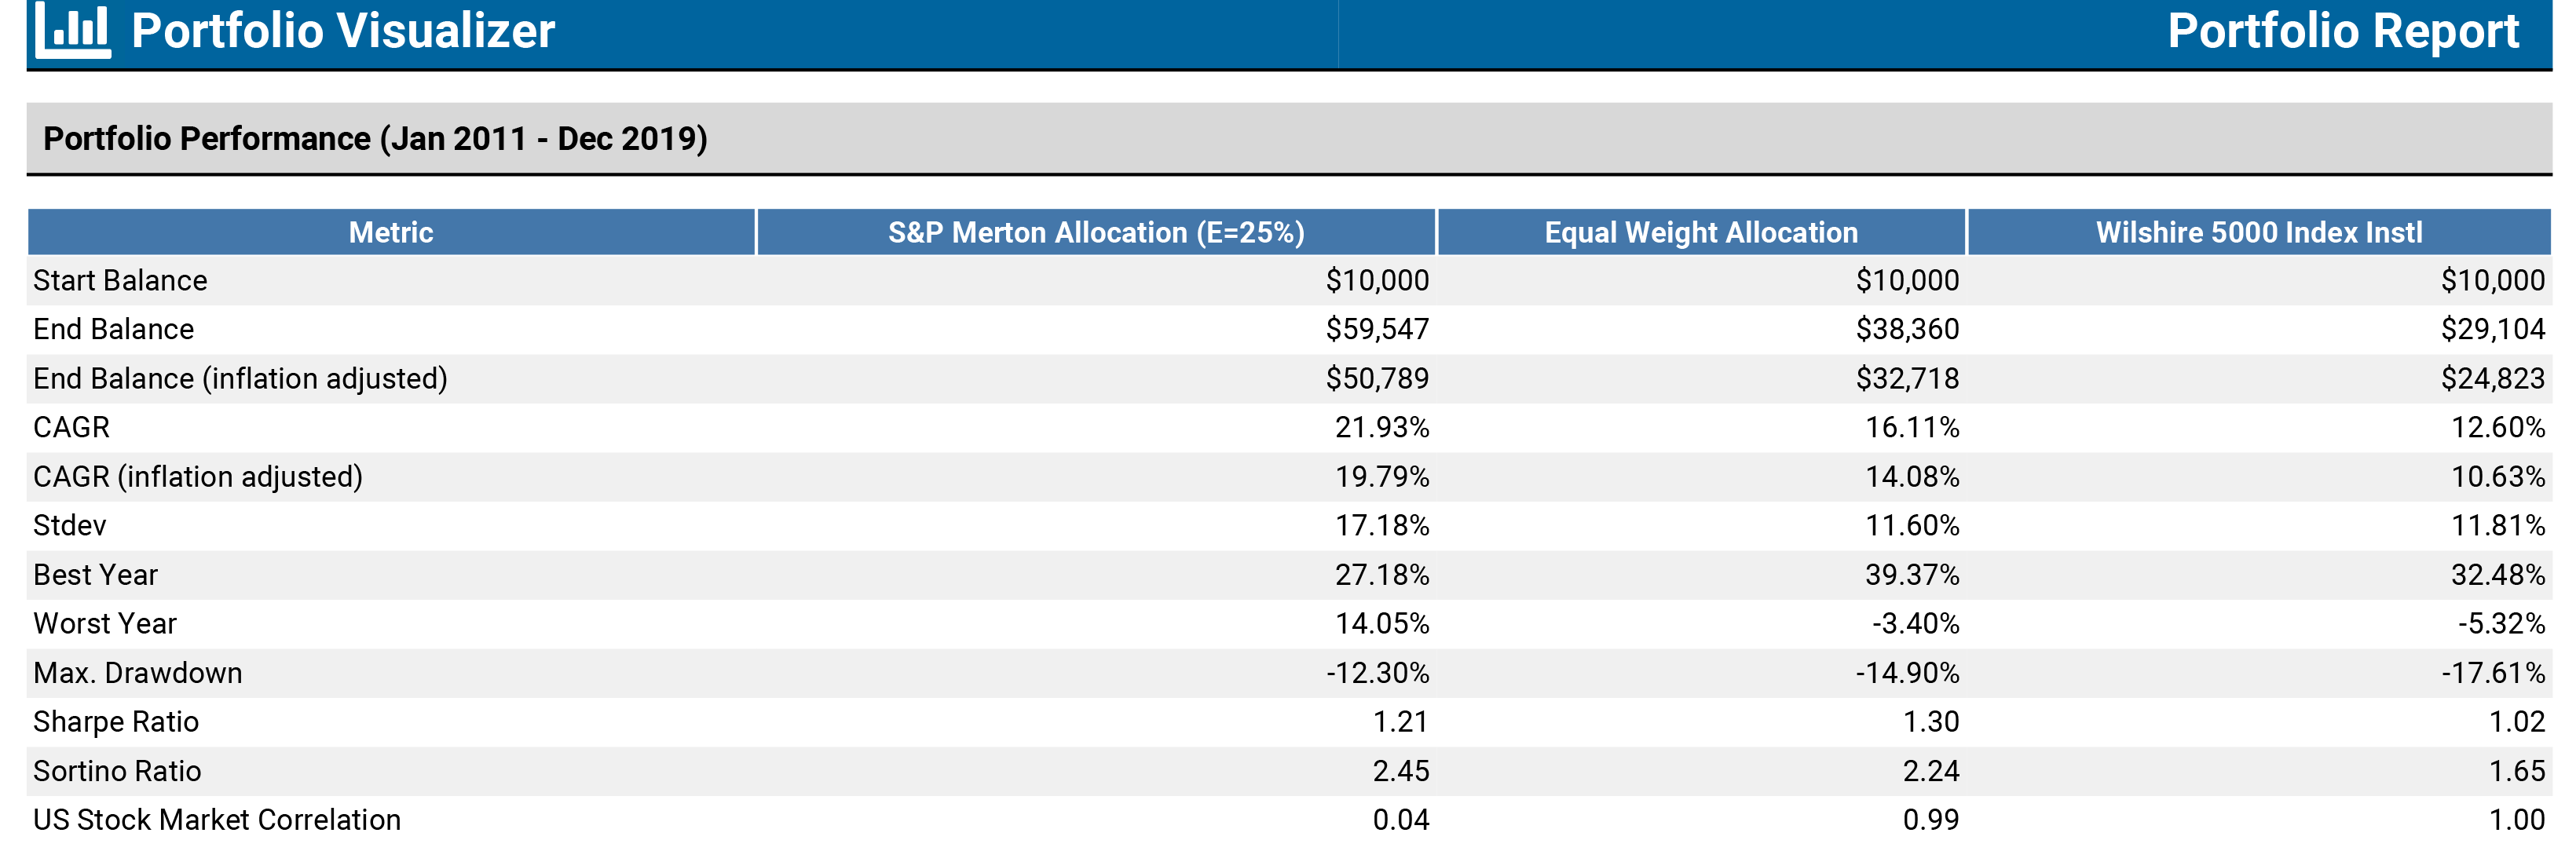 Portfolio Visualizer Portfolio Report
Portfolio Performance (Jan 2011 - Dec 2019)
Metric S&P Merton Allocation (E=25%) Equal Weight Allocation Wilshire 5000 Index Instl
Start Balance $10,000 $10,000 $10,000
End Balance $59,547 $38,360 $29,104
End Balance (inflation adjusted) $50,789 $32,718 $24,823
CAGR 21.93% 16.11% 12.60%
CAGR (inflation adjusted) 19.79% 14.08% 10.63%
Stdev 17.18% 11.60% 11.81%
Best Year 27.18% 39.37% 32.48%
Worst Year 14.05% -3.40% -5.32%
Max. Drawdown -12.30% -14.90% -17.61%
Sharpe Ratio 1.21 1.30 1.02
Sortino Ratio 2.45 2.24 1.65
US Stock Market Correlation 0.04 0.99 1.00